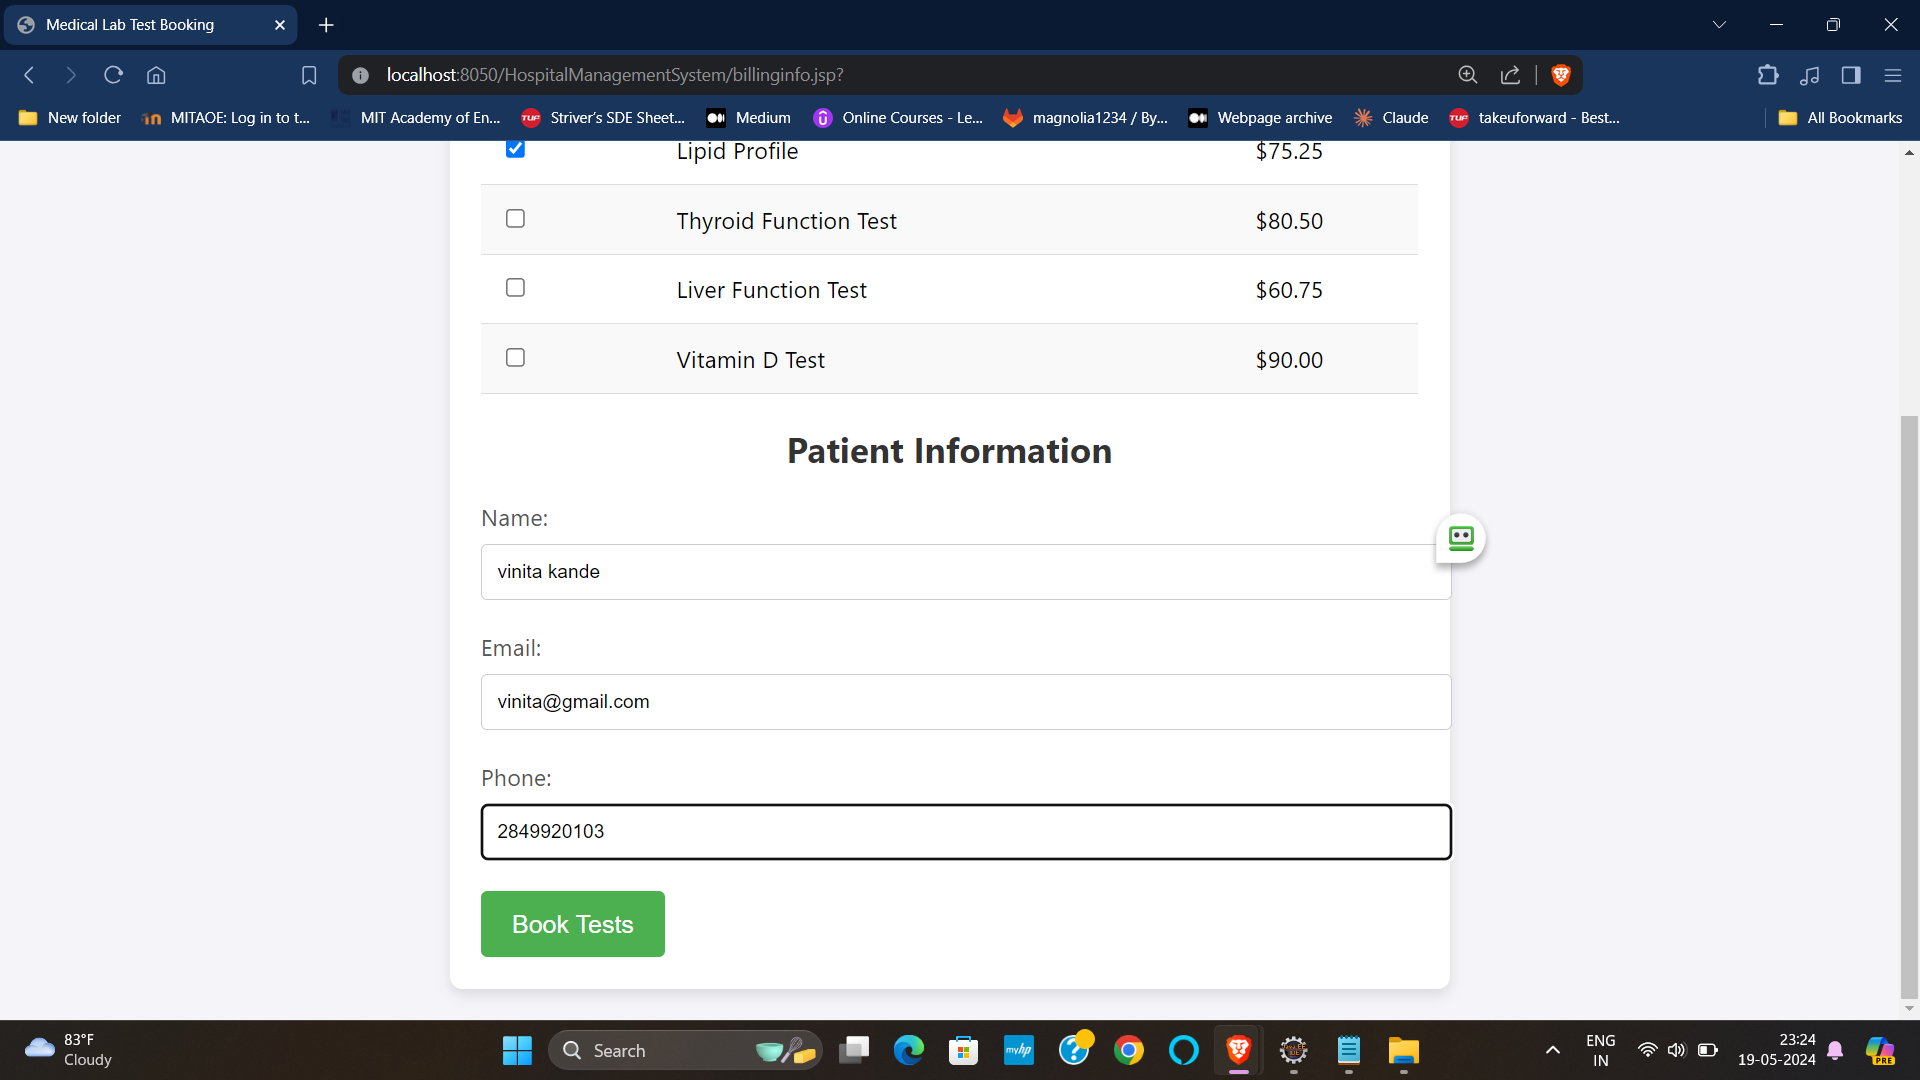 Medical Lab Test Booking
localhost:8050/HospitalManagementSystem/billinginfo.jsp?
New folder
MITAOE: Log in to t...
MIT Academy of En...
TUF
Striver's SDE Sheet...
Medium
Online Courses - Le...
magnolia1234 / By...
Webpage archive
Claude
TUF
takeuforward - Best...
All Bookmarks
Lipid Profile $75.25
Thyroid Function Test $80.50
Liver Function Test $60.75
Vitamin D Test $90.00
Patient Information
Name:
vinita kande
Email:
vinita@gmail.com
Phone:
2849920103
Book Tests
83°F
Cloudy
Search
myhp
ENG
IN
23:24
19-05-2024
PRE